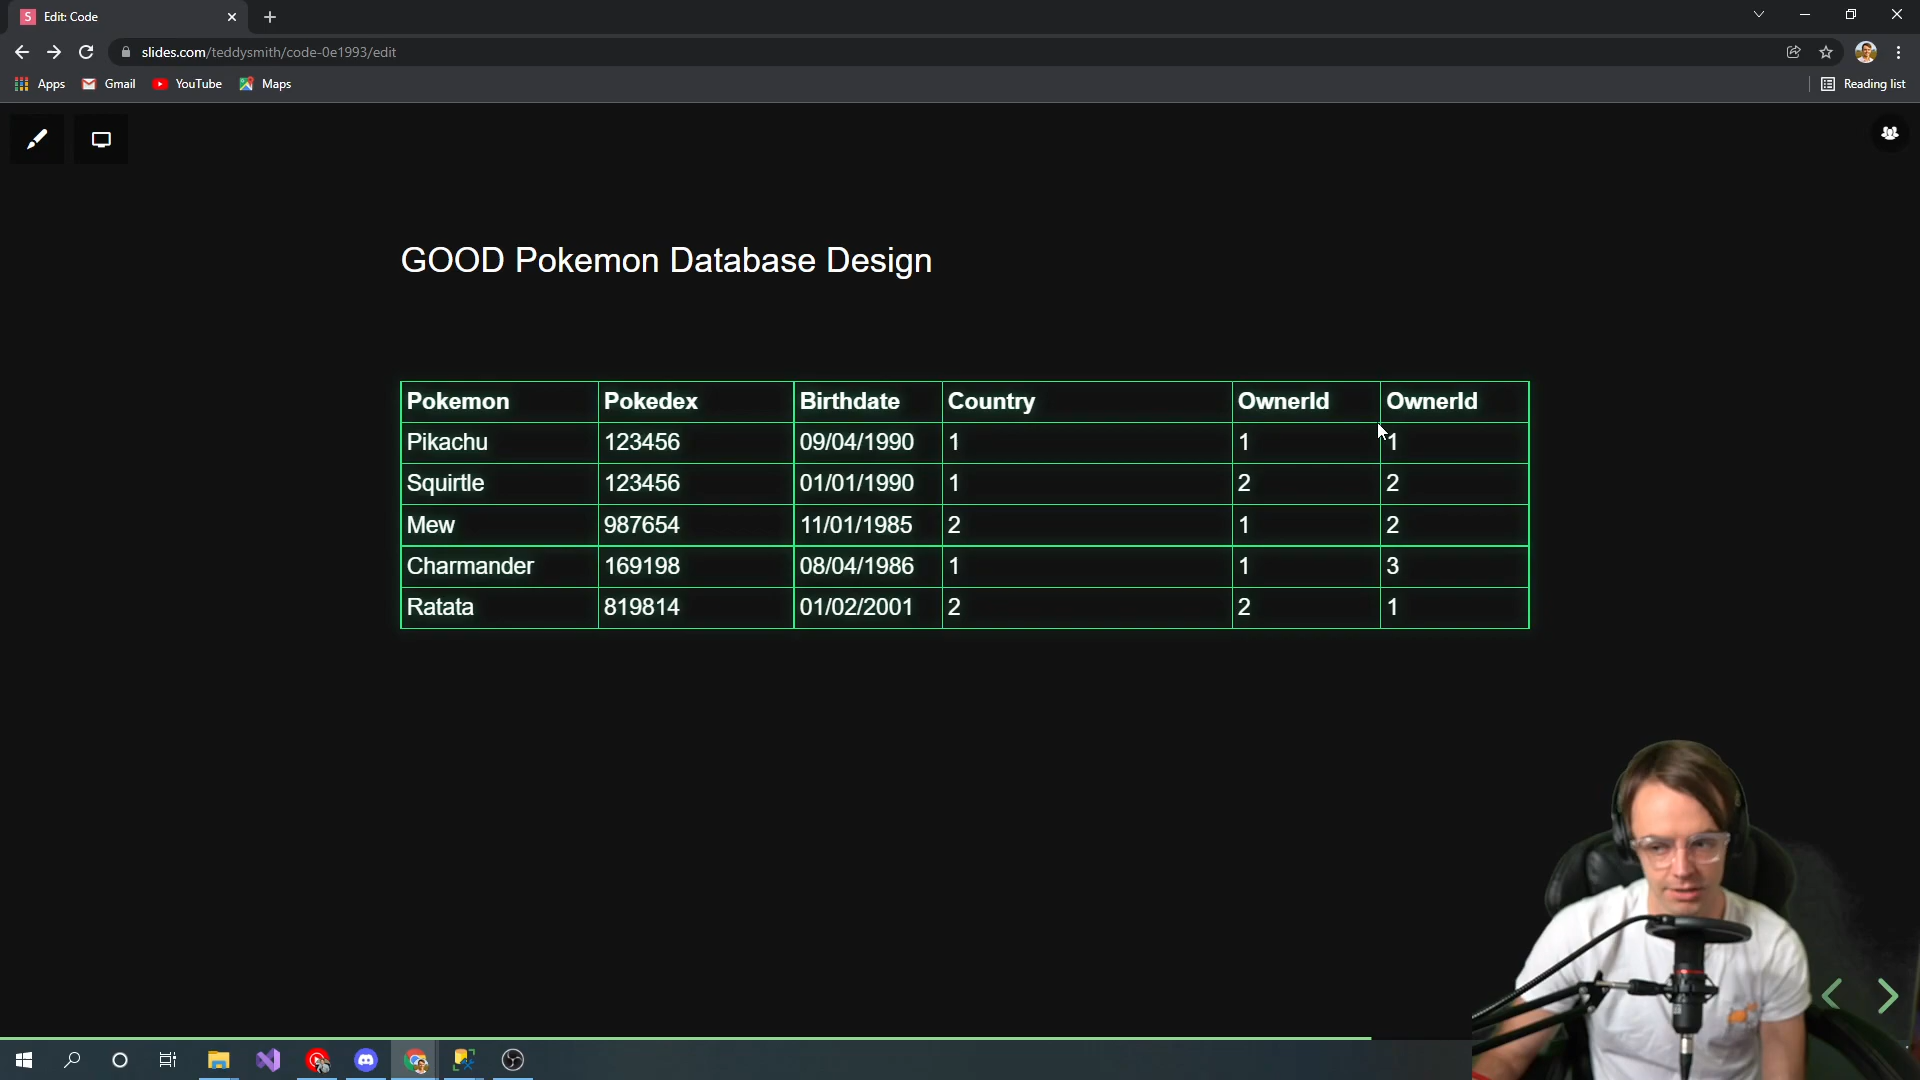 S Edit: Code
slides.com/teddysmith/code-0e1993/edit
Apps Gmail YouTube Maps Reading list
GOOD Pokemon Database Design
Pokemon Pokedex Birthdate Country OwnerId OwnerId
Pikachu 123456 09/04/1990 1 1 1
Squirtle 123456 01/01/1990 1 2 2
Mew 987654 11/01/1985 2 1 2
Charmander 169198 08/04/1986 1 1 3
Ratata 819814 01/02/2001 2 2 1